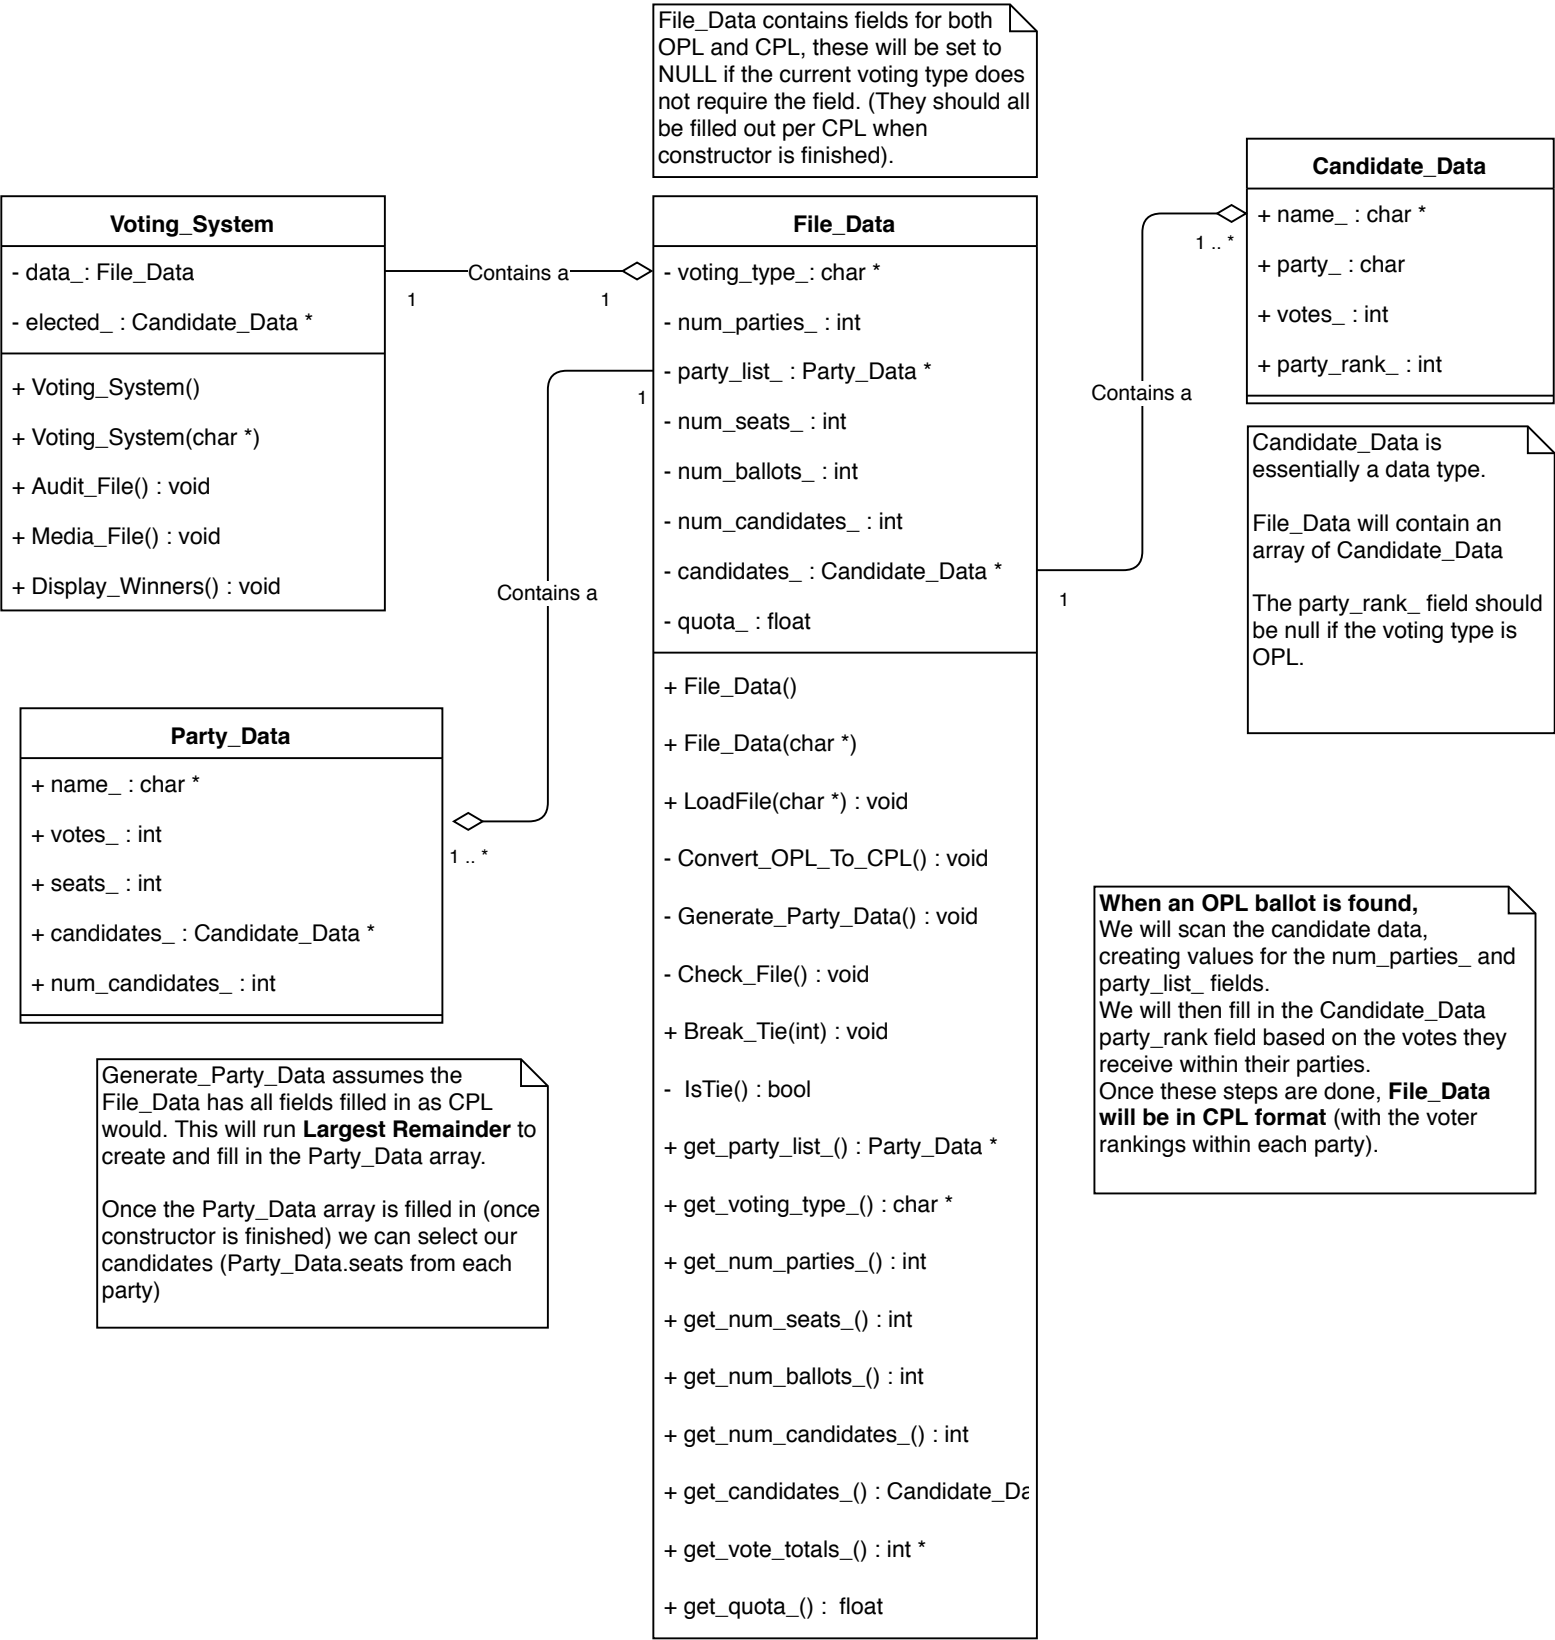 File_Data contains fields for both
OPL and CPL, these will be set to
NULL if the current voting type does
not require the field. (They should all
be filled out per CPL when
constructor is finished).
Voting_System
- data_: File_Data
- elected_ : Candidate_Data *
+ Voting_System()
+ Voting_System(char *)
+ Audit_File() : void
+ Media_File() : void
+ Display_Winners() : void
Contains a
1
1
File_Data
- voting_type_: char *
- num_parties_ : int
- party_list_ : Party_Data *
- num_seats_ : int
- num_ballots_ : int
- num_candidates_ : int
- candidates_ : Candidate_Data *
- quota_ : float
+ File_Data()
+ File_Data(char *)
+ LoadFile(char *) : void
- Convert_OPL_To_CPL() : void
- Generate_Party_Data() : void
- Check_File() : void
+ Break_Tie(int) : void
- IsTie() : bool
+ get_party_list_() : Party_Data *
+ get_voting_type_() : char *
+ get_num_parties_() : int
+ get_num_seats_() : int
+ get_num_ballots_() : int
+ get_num_candidates_() : int
+ get_candidates_() : Candidate_Da
+ get_vote_totals_() : int *
+ get_quota_() : float
1
Contains a
1 .. *
1
Contains a
1 .. *
Candidate_Data
+ name_ : char *
+ party_ : char
+ votes_ : int
+ party_rank_ : int
Candidate_Data is
essentially a data type.
File_Data will contain an
array of Candidate_Data
The party_rank_ field should
be null if the voting type is
OPL.
Party_Data
+ name_ : char *
+ votes_ : int
+ seats_ : int
+ candidates_ : Candidate_Data *
+ num_candidates_ : int
Generate_Party_Data assumes the
File_Data has all fields filled in as CPL
would. This will run Largest Remainder to
create and fill in the Party_Data array.
Once the Party_Data array is filled in (once
constructor is finished) we can select our
candidates (Party_Data.seats from each
party)
When an OPL ballot is found,
We will scan the candidate data,
creating values for the num_parties_ and
party_list_ fields.
We will then fill in the Candidate_Data
party_rank field based on the votes they
receive within their parties.
Once these steps are done, File_Data
will be in CPL format (with the voter
rankings within each party).